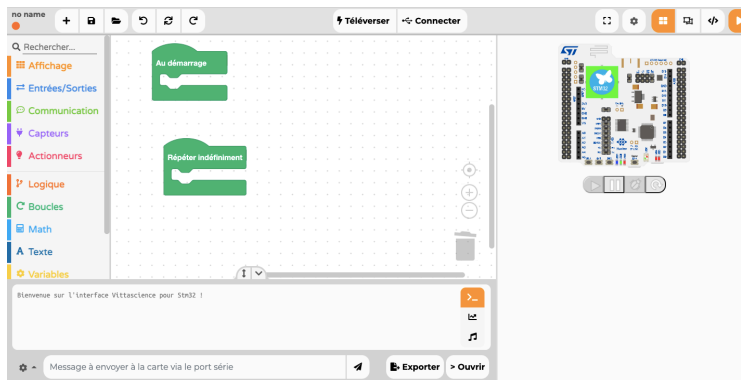 no name
Téléverser
Connecter
Rechercher...
Affichage
Entrées/Sorties
Communication
Capteurs
Actionneurs
Logique
Boucles
Math
A Texte
Variables
Au démarrage
Répéter indéfiniment
STM32
Bienvenue sur l'interface Vittascience pour Stm32 !
Message à envoyer à la carte via le port série
Exporter
> Ouvrir